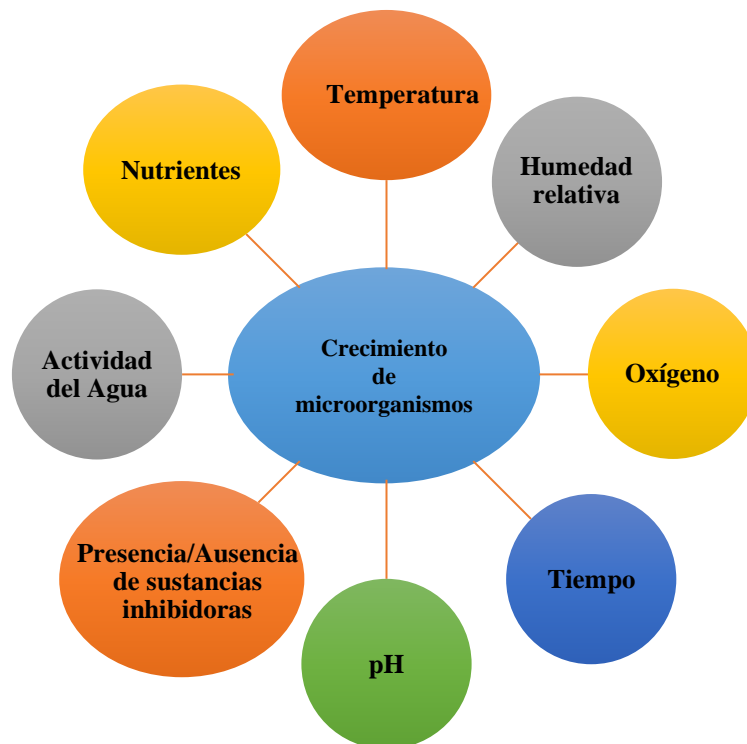 Temperatura
Nutrientes
Humedad
relativa
Actividad
del Agua
Crecimiento
de
microorganismos
Oxígeno
Presencia/Ausencia
de sustancias
inhibidoras
Tiempo
pH